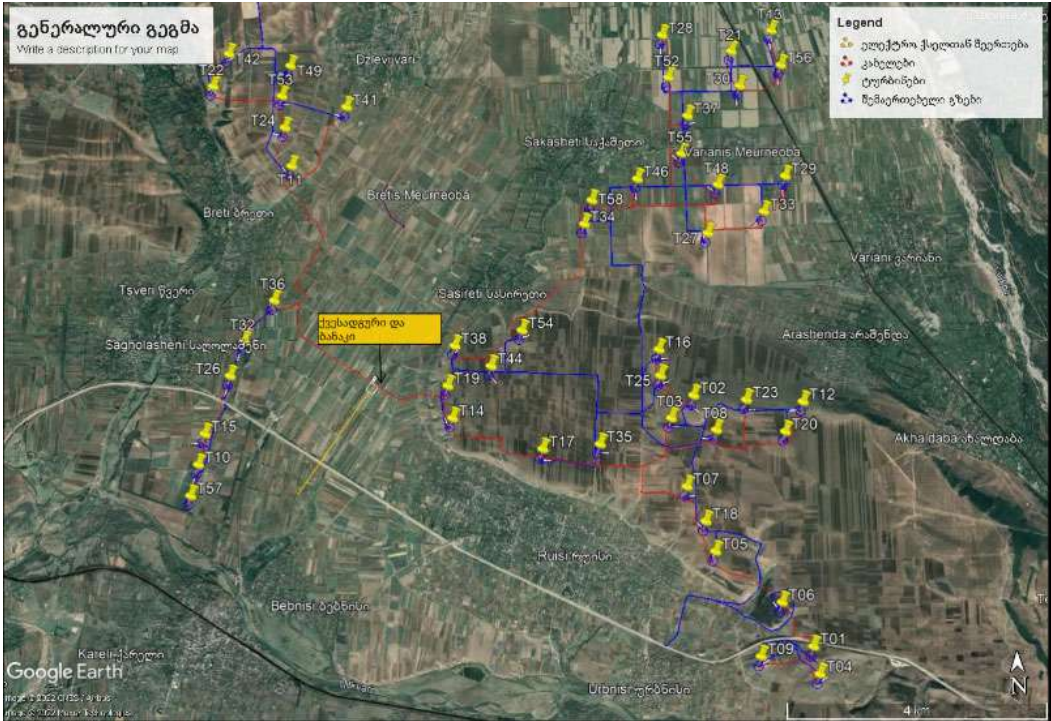 გენერალური გეგმა
Write a description for your map
Legend
ელექტრო ქსელთან შეერთება
კაბელები
ტურბინები
შემაერთებელი გზები
T28
T13
T21
T42
T49
Dzlevijvari
T52
T56
T22
T53
30
T41
T37
T24
Sakasheti საქაშეთი
T55
Varianis Meurneoba
T11
T46
T48
T29
Bretis Meurneoba
T58
Breti ბრეთი
T34
T33
T27
Variani ვარიანი
T36
Tsveri წვერი
Sasireti სასირეთი
T32
ქვესადგური და
ბანაკი
T54
Arashenda არაშენდა
Sagholasheni საღოლაშენი
T38
T16
T44
T26
T19
T25
T02
T23
T12
T14
T03
T08
T15
T17
T35
T20
Akhaldaba ახალდაბა
T10
T07
T57
T18
T05
Ruisi რუისი
Bebnisi ბებნისი
T06
T01
Kareli ქარელი
T09
T04
Google Earth
Urbnisi ურბნისი
N
4 km